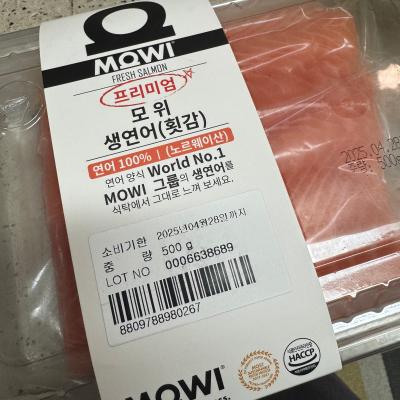 MOWI
FRESH SALMON
프리미엄
모위
생연어(횟감)
연어 100% | (노르웨이산)
연어 양식 World No.1
MOWI 그룹의 생연어를
식탁에서 그대로 느껴 보세요.
소비기한 2025년04월28일까지
중 량 500 g
LOT NO 0006638689
8809788980267
2025.04.28
500g
MOWI
HACCP